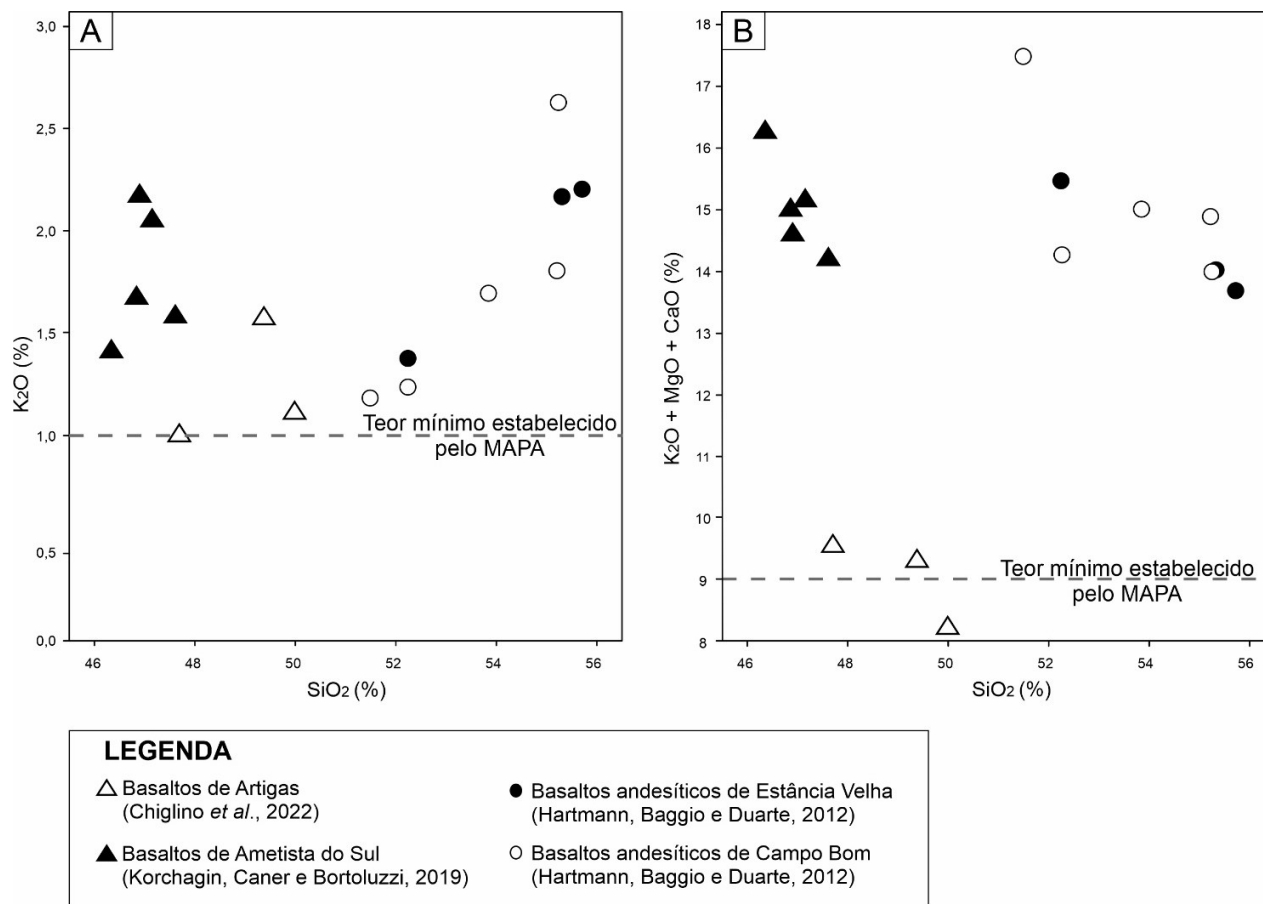 A
3,0
2,5
2,0
1,5
1,0
0,5
0,0
K2O (%)
Teor mínimo estabelecido
pelo MAPA
46 48 50 52 54 56
SiO2 (%)
B
18
17
16
15
14
13
12
11
10
9
8
K2O + MgO + CaO (%)
Teor mínimo estabelecido
pelo MAPA
46 48 50 52 54 56
SiO2 (%)
LEGENDA
Basaltos de Artigas
(Chiglino et al., 2022)
Basaltos de Ametista do Sul
(Korchagin, Caner e Bortoluzzi, 2019)
Basaltos andesíticos de Estância Velha
(Hartmann, Baggio e Duarte, 2012)
Basaltos andesíticos de Campo Bom
(Hartmann, Baggio e Duarte, 2012)